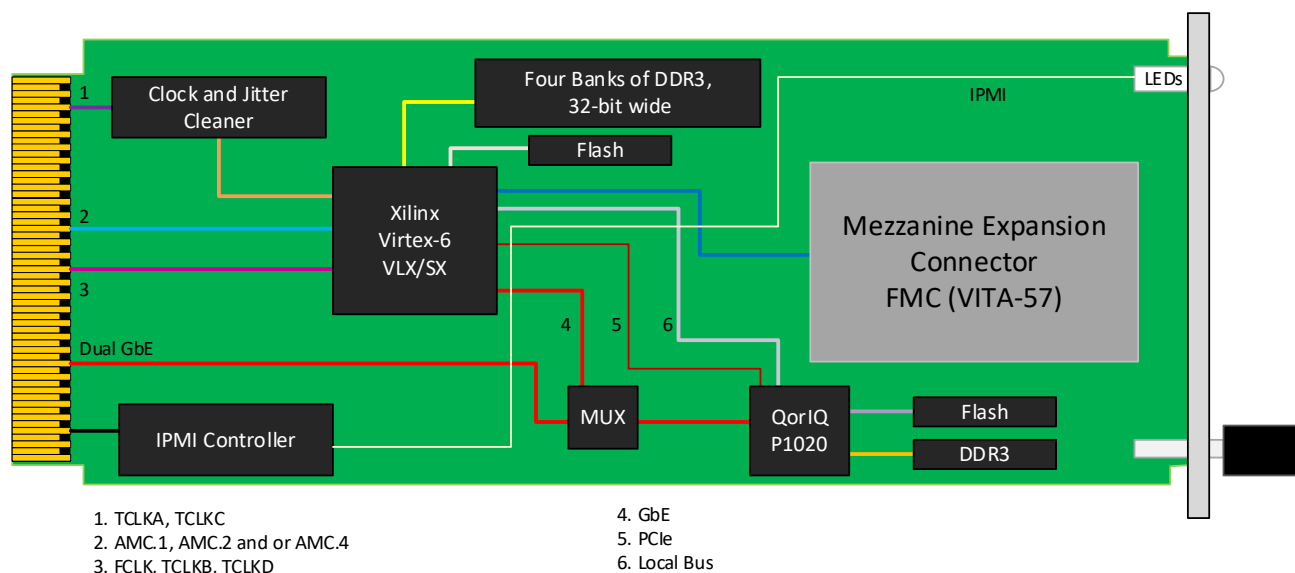 1
Clock and Jitter
Cleaner
Four Banks of DDR3,
32-bit wide
LEDs
IPMI
Flash
Xilinx
Virtex-6
VLX/SX
2
Mezzanine Expansion
Connector
FMC (VITA-57)
3
4
5
6
Dual GbE
MUX
QorIQ
P1020
Flash
IPMI Controller
DDR3
1. TCLKA, TCLKC
2. AMC.1, AMC.2 and or AMC.4
3. FCLK, TCLKB, TCLKD
4. GbE
5. PCIe
6. Local Bus